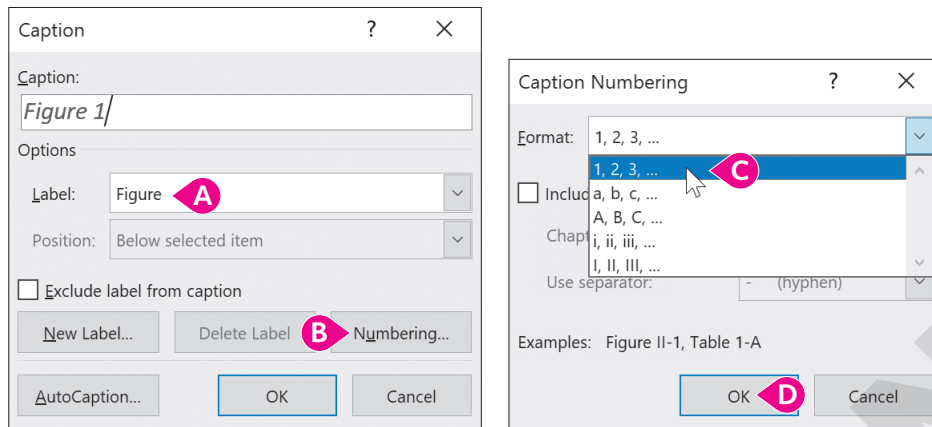 Caption ? ×
Caption:
Figure 1
Options
Label: Figure A
Position: Below selected item
Exclude label from caption
New Label... Delete Label B Numbering...
AutoCaption... OK Cancel
Caption Numbering ? ×
Format: 1, 2, 3, ...
1, 2, 3, ... C
Includ a, b, c, ...
A, B, C, ...
Chapt i, ii, iii, ...
I, II, III, ...
Use separator: - (hyphen)
Examples: Figure II-1, Table 1-A
OK D Cancel